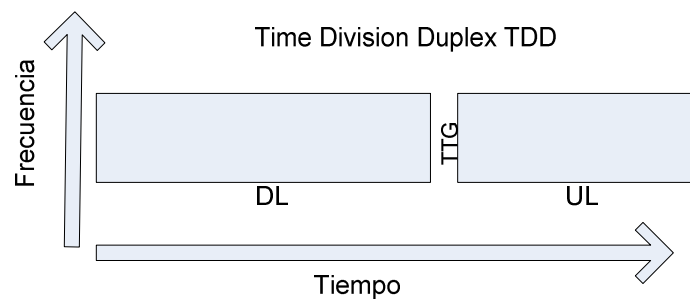 Time Division Duplex TDD
Frecuencia
TTG
DL
UL
Tiempo